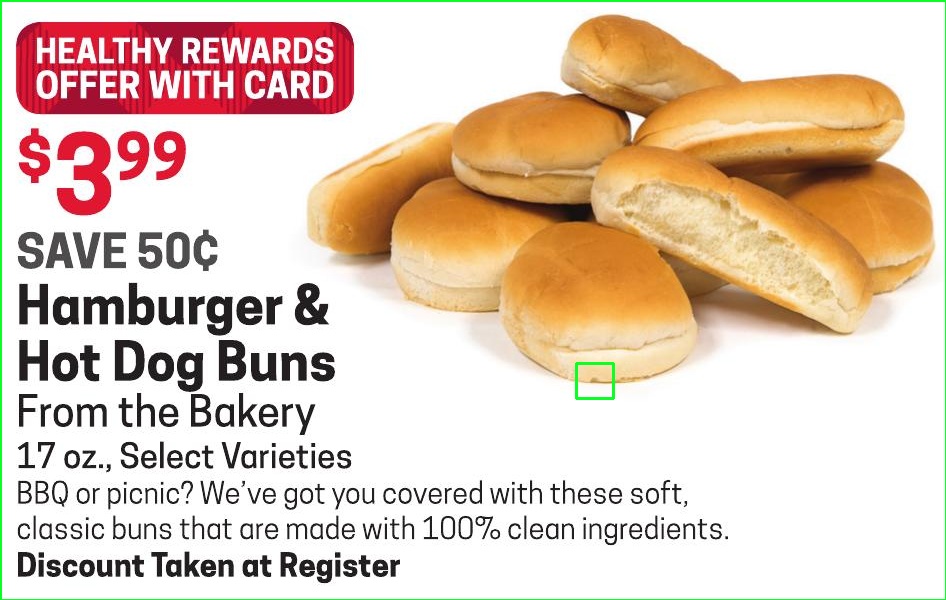 HEALTHY REWARDS
OFFER WITH CARD
$3.99
SAVE 50¢
Hamburger &
Hot Dog Buns
From the Bakery
17 oz., Select Varieties
BBQ or picnic? We've got you covered with these soft,
classic buns that are made with 100% clean ingredients.
Discount Taken at Register